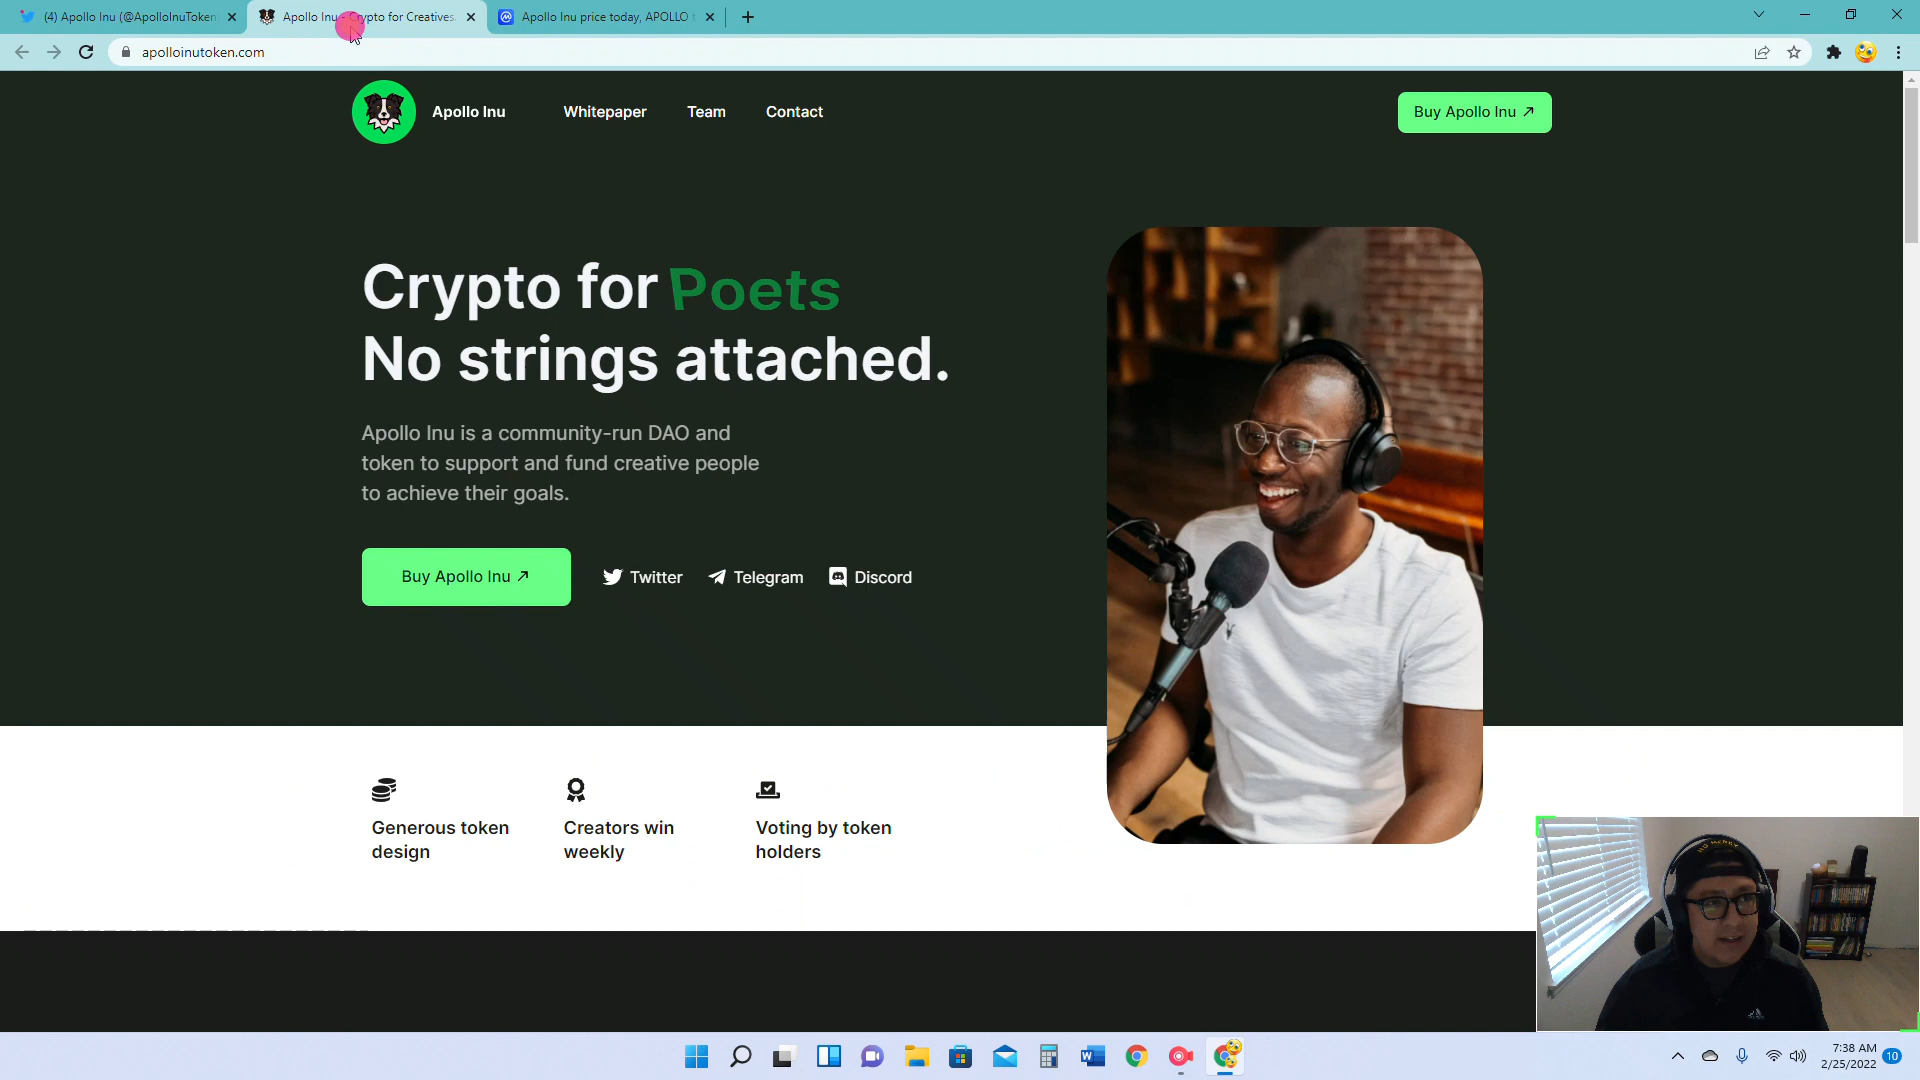 (4) Apollo Inu (@ApolloInuToken
Apollo Inu - Crypto for Creatives.
Apollo Inu price today, APOLLO t
apolloinutoken.com
Apollo Inu
Whitepaper
Team
Contact
Buy Apollo Inu ↗
Crypto for Poets
No strings attached.
Apollo Inu is a community-run DAO and
token to support and fund creative people
to achieve their goals.
Buy Apollo Inu ↗
Twitter
Telegram
Discord
Generous token
design
Creators win
weekly
Voting by token
holders
NO MERCY
7:38 AM
2/25/2022
10